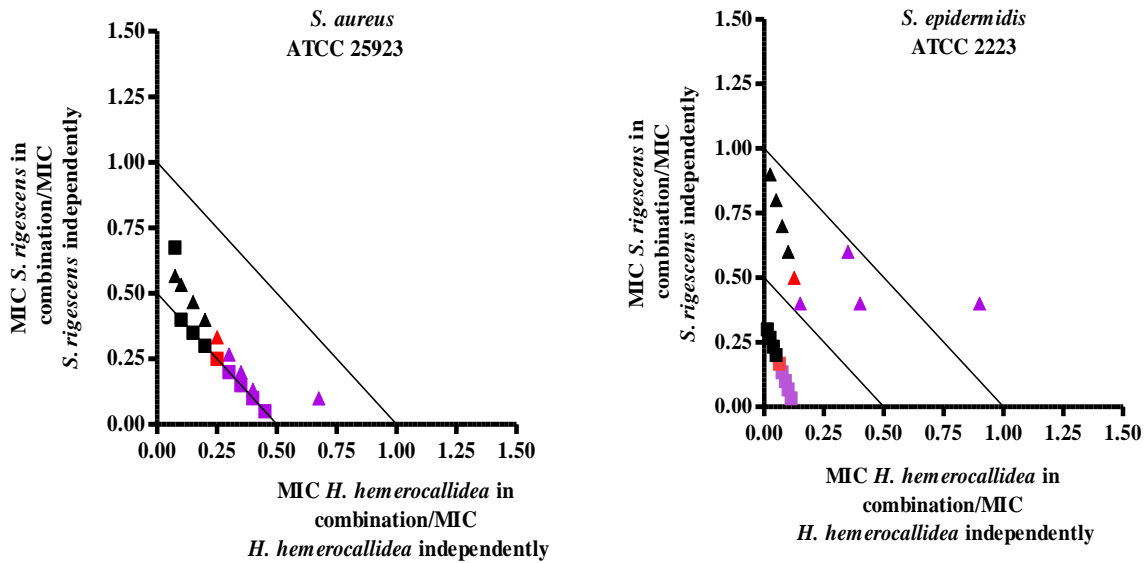 S. aureus
ATCC 25923
MIC S. rigescens in
combination/MIC
S. rigescens independently
1.50
1.25
1.00
0.75
0.50
0.25
0.00
0.00 0.25 0.50 0.75 1.00 1.25 1.50
MIC H. hemerocallidea in
combination/MIC
H. hemerocallidea independently
S. epidermidis
ATCC 2223
MIC S. rigescens in
combination/MIC
S. rigescens independently
1.50
1.25
1.00
0.75
0.50
0.25
0.00
0.00 0.25 0.50 0.75 1.00 1.25 1.50
MIC H. hemerocallidea in
combination/MIC
H. hemerocallidea independently